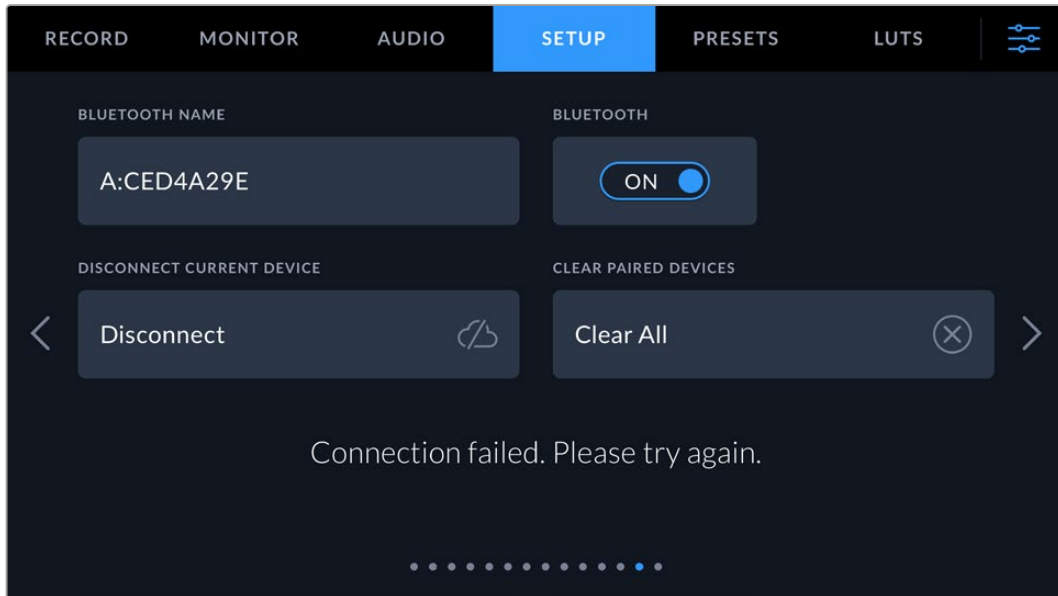 RECORD MONITOR AUDIO SETUP PRESETS LUTS
BLUETOOTH NAME BLUETOOTH
A:CED4A29E ON
DISCONNECT CURRENT DEVICE CLEAR PAIRED DEVICES
Disconnect Clear All
Connection failed. Please try again.